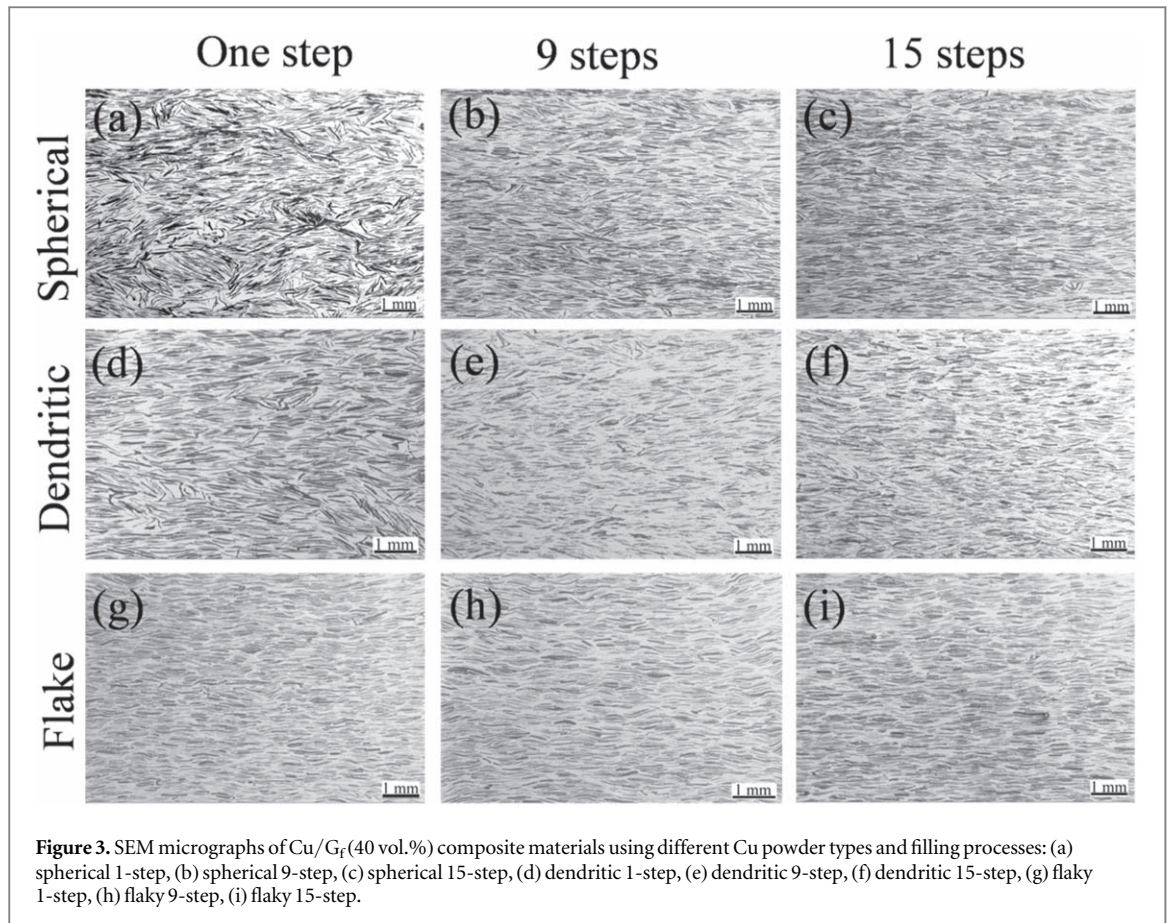 One step 9 steps 15 steps
Spherical
(a) (b) (c)
1 mm 1 mm 1 mm
Dendritic
(d) (e) (f)
1 mm 1 mm 1 mm
Flake
(g) (h) (i)
1 mm 1 mm 1 mm
Figure 3. SEM micrographs of Cu/Gf (40 vol.%) composite materials using different Cu powder types and filling processes: (a)
spherical 1-step, (b) spherical 9-step, (c) spherical 15-step, (d) dendritic 1-step, (e) dendritic 9-step, (f) dendritic 15-step, (g) flaky
1-step, (h) flaky 9-step, (i) flaky 15-step.